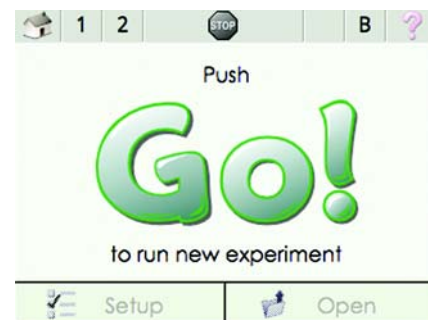 1 2 STOP B ?
Push
Go!
to run new experiment
Setup Open